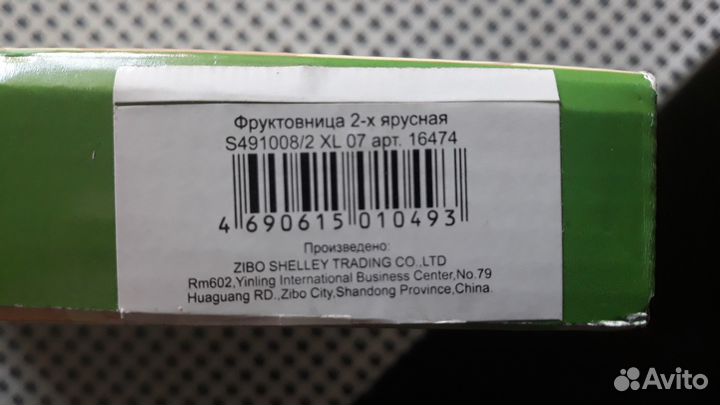 Фруктовница 2-х ярусная
S491008/2 XL 07 арт. 16474
4 690615 010493
Произведено:
ZIBO SHELLEY TRADING CO.,LTD
Rm602,Yinling International Business Center,No.79
Huaguang RD.,Zibo City,Shandong Province,China.
Avito